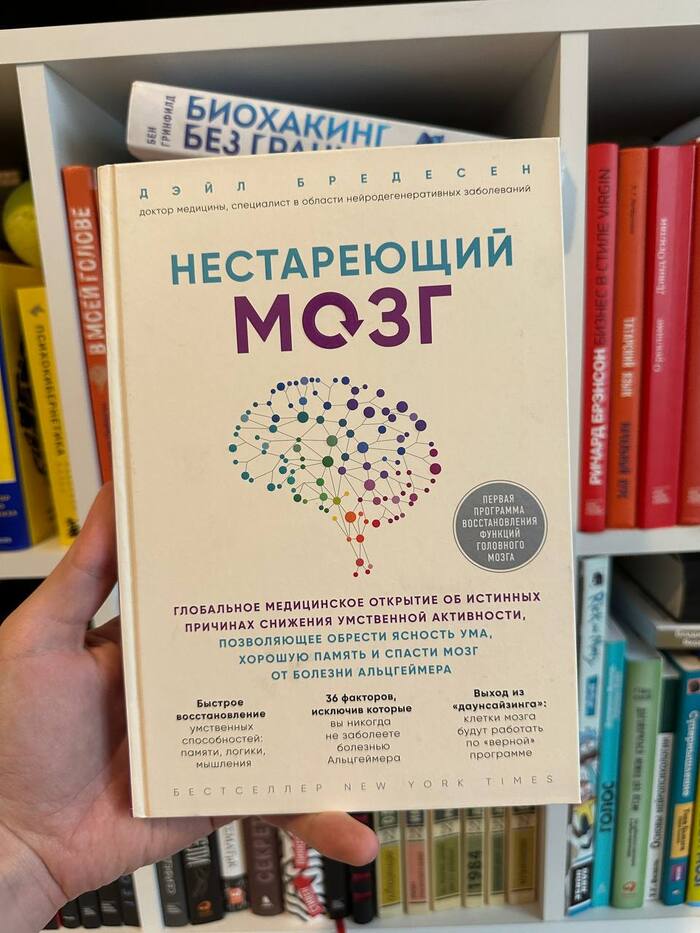 БЕН
ГРИНФИЛД
БИОХАКИНГ
БЕЗ
ДЭЙЛ БРЕДЕСЕН
доктор медицины, специалист в области нейродегенеративных заболеваний
НЕСТАРЕЮЩИЙ
МОЗГ
ПЕРВАЯ
ПРОГРАММА
ВОССТАНОВЛЕНИЯ
ФУНКЦИЙ
ГОЛОВНОГО
МОЗГА
ГЛОБАЛЬНОЕ МЕДИЦИНСКОЕ ОТКРЫТИЕ ОБ ИСТИННЫХ
ПРИЧИНАХ СНИЖЕНИЯ УМСТВЕННОЙ АКТИВНОСТИ,
ПОЗВОЛЯЮЩЕЕ ОБРЕСТИ ЯСНОСТЬ УМА,
ХОРОШУЮ ПАМЯТЬ И СПАСТИ МОЗГ
ОТ БОЛЕЗНИ АЛЬЦГЕЙМЕРА
Быстрое
восстановление
умственных
способностей:
памяти, логики,
мышления
36 факторов,
исключив которые
вы никогда
не заболеете
болезнью
Альцгеймера
Выход из
«даунсайзинга»:
клетки мозга
будут работать
по «верной»
программе
БЕСТСЕЛЛЕР NEW YORK TIMES
ПСИХОКИБЕРНЕТИКА
В МОЕЙ ГОЛОВЕ
РИЧАРД БРЭНСОН БИЗНЕС В СТИЛЕ VIRGIN
ТАТАРСКИЙ ЯЗЫК
ГОЛОС
1984